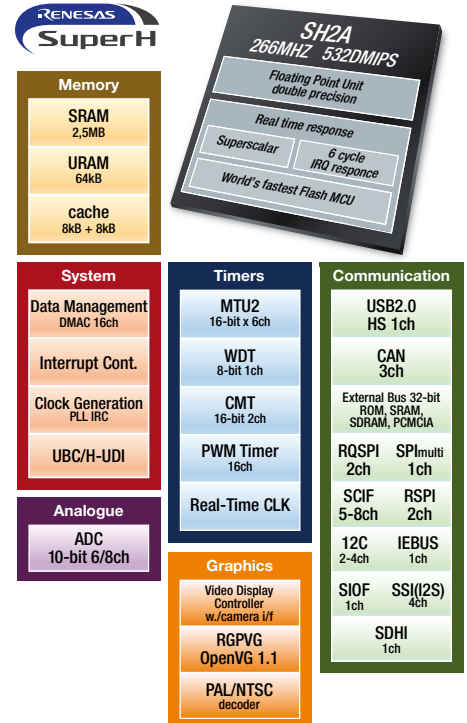 RENESAS
SuperH
SH2A
266MHZ 532DMIPS
Floating Point Unit
double precision
Real time response
Superscalar
6 cycle
IRQ responce
World's fastest Flash MCU
Memory
SRAM
2,5MB
URAM
64kB
cache
8kB + 8kB
System
Data Management
DMAC 16ch
Interrupt Cont.
Clock Generation
PLL IRC
UBC/H-UDI
Analogue
ADC
10-bit 6/8ch
Timers
MTU2
16-bit x 6ch
WDT
8-bit 1ch
CMT
16-bit 2ch
PWM Timer
16ch
Real-Time CLK
Graphics
Video Display
Controller
w./camera i/f
RGPVG
OpenVG 1.1
PAL/NTSC
decoder
Communication
USB2.0
HS 1ch
CAN
3ch
External Bus 32-bit
ROM, SRAM,
SDRAM, PCMCIA
RQSPI SPImulti
2ch 1ch
SCIF RSPI
5-8ch 2ch
12C IEBUS
2-4ch 1ch
SIOF SSI(I2S)
1ch 4ch
SDHI
1ch